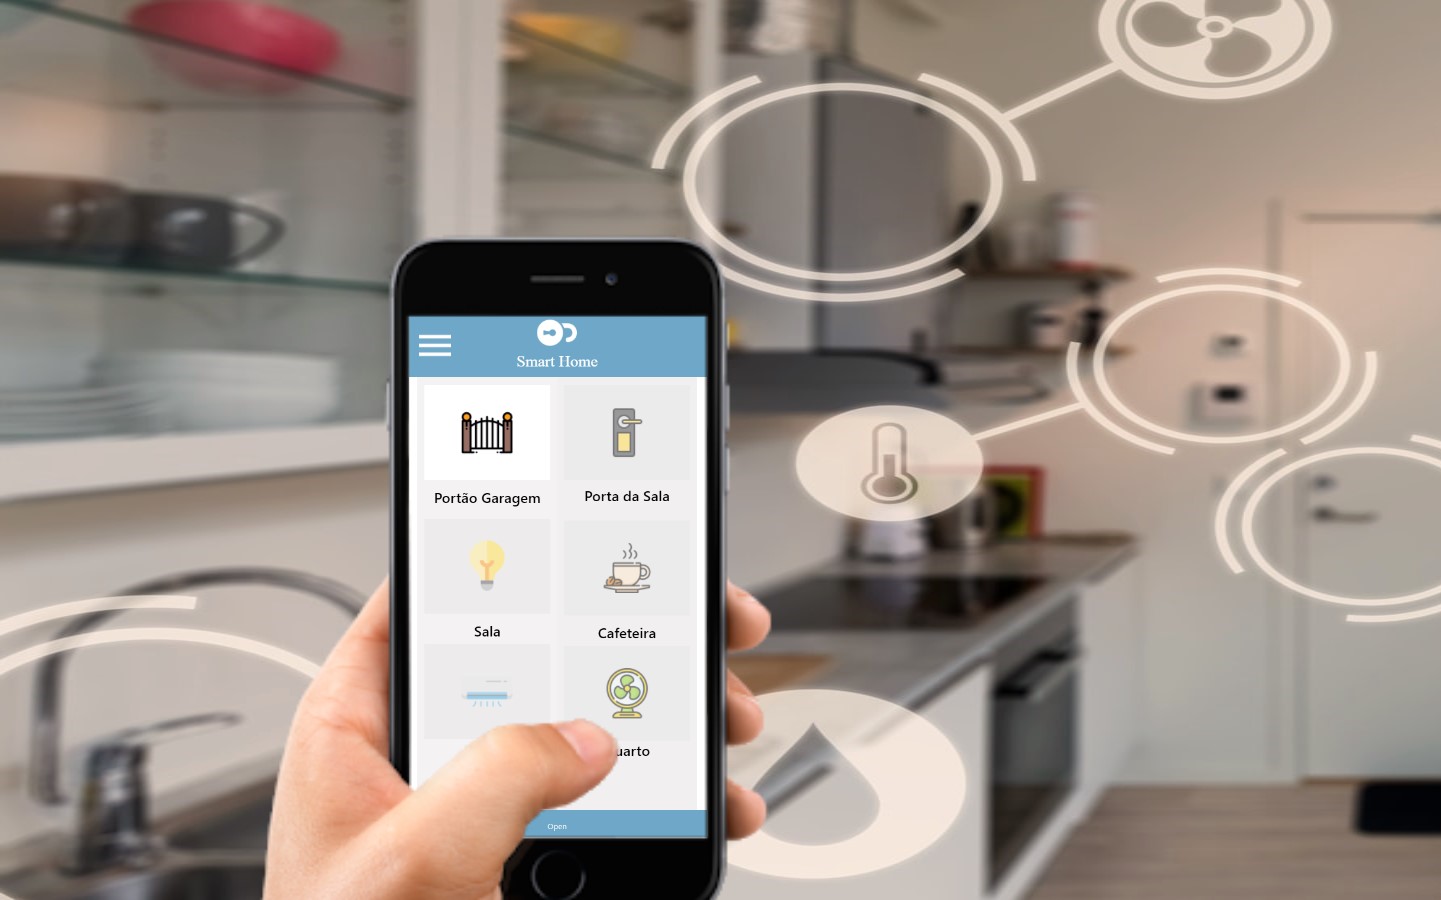 Smart Home
Portão Garagem
Porta da Sala
Sala
Cafeteira
Open